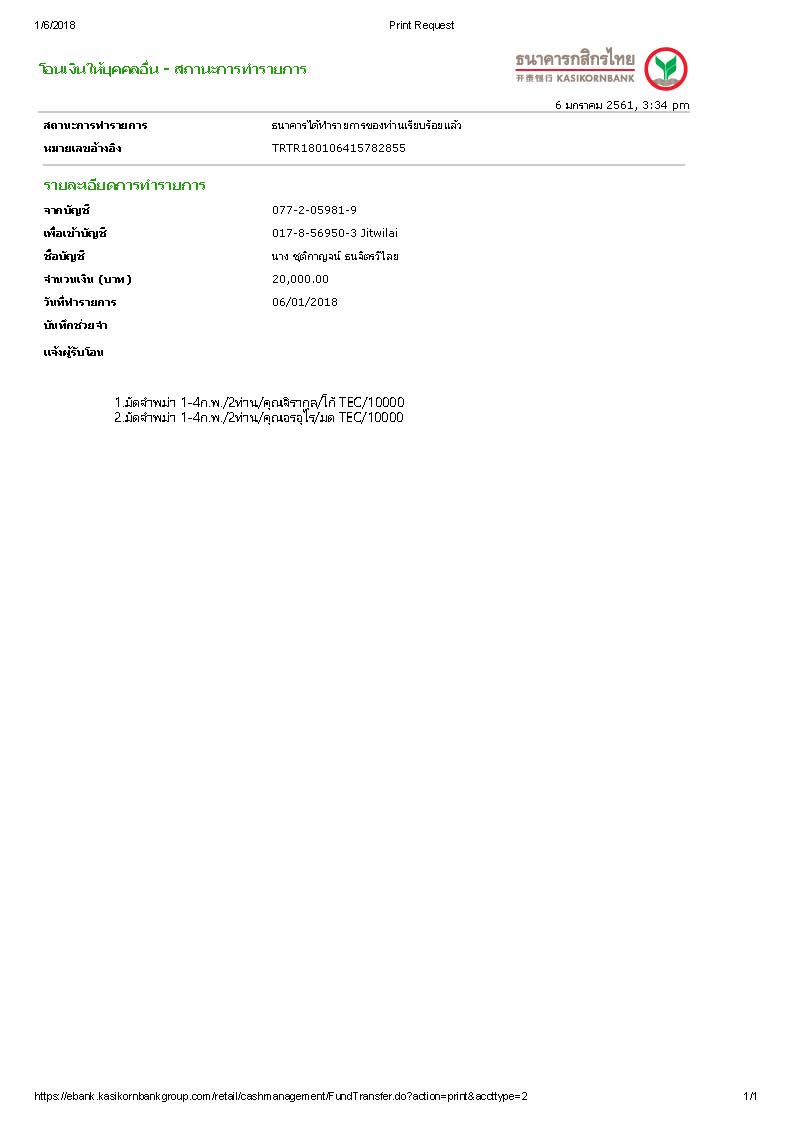 1/6/2018 Print Request
โอนเงินให้บุคคลอื่น - สถานะการทำรายการ
ธนาคารกสิกรไทย
开泰银行 KASIKORNBANK
6 มกราคม 2561, 3:34 pm
สถานะการทำรายการ ธนาคารได้ทำรายการของท่านเรียบร้อยแล้ว
หมายเลขอ้างอิง TRTR180106415782855
รายละเอียดการทำรายการ
จากบัญชี 077-2-05981-9
เพื่อเข้าบัญชี 017-8-56950-3 Jitwilai
ชื่อบัญชี นาง ชุติกาญจน์ ธนจิตรวิไลย
จำนวนเงิน (บาท) 20,000.00
วันที่ทำรายการ 06/01/2018
บันทึกช่วยจำ
แจ้งผู้รับโอน
1.มัดจำพม่า 1-4ก.พ./2ท่าน/คุณจิรากูล/โก้ TEC/10000
2.มัดจำพม่า 1-4ก.พ./2ท่าน/คุณอรอุไร/มด TEC/10000
https://ebank.kasikornbankgroup.com/retail/cashmanagement/FundTransfer.do?action=print&accttype=2 1/1